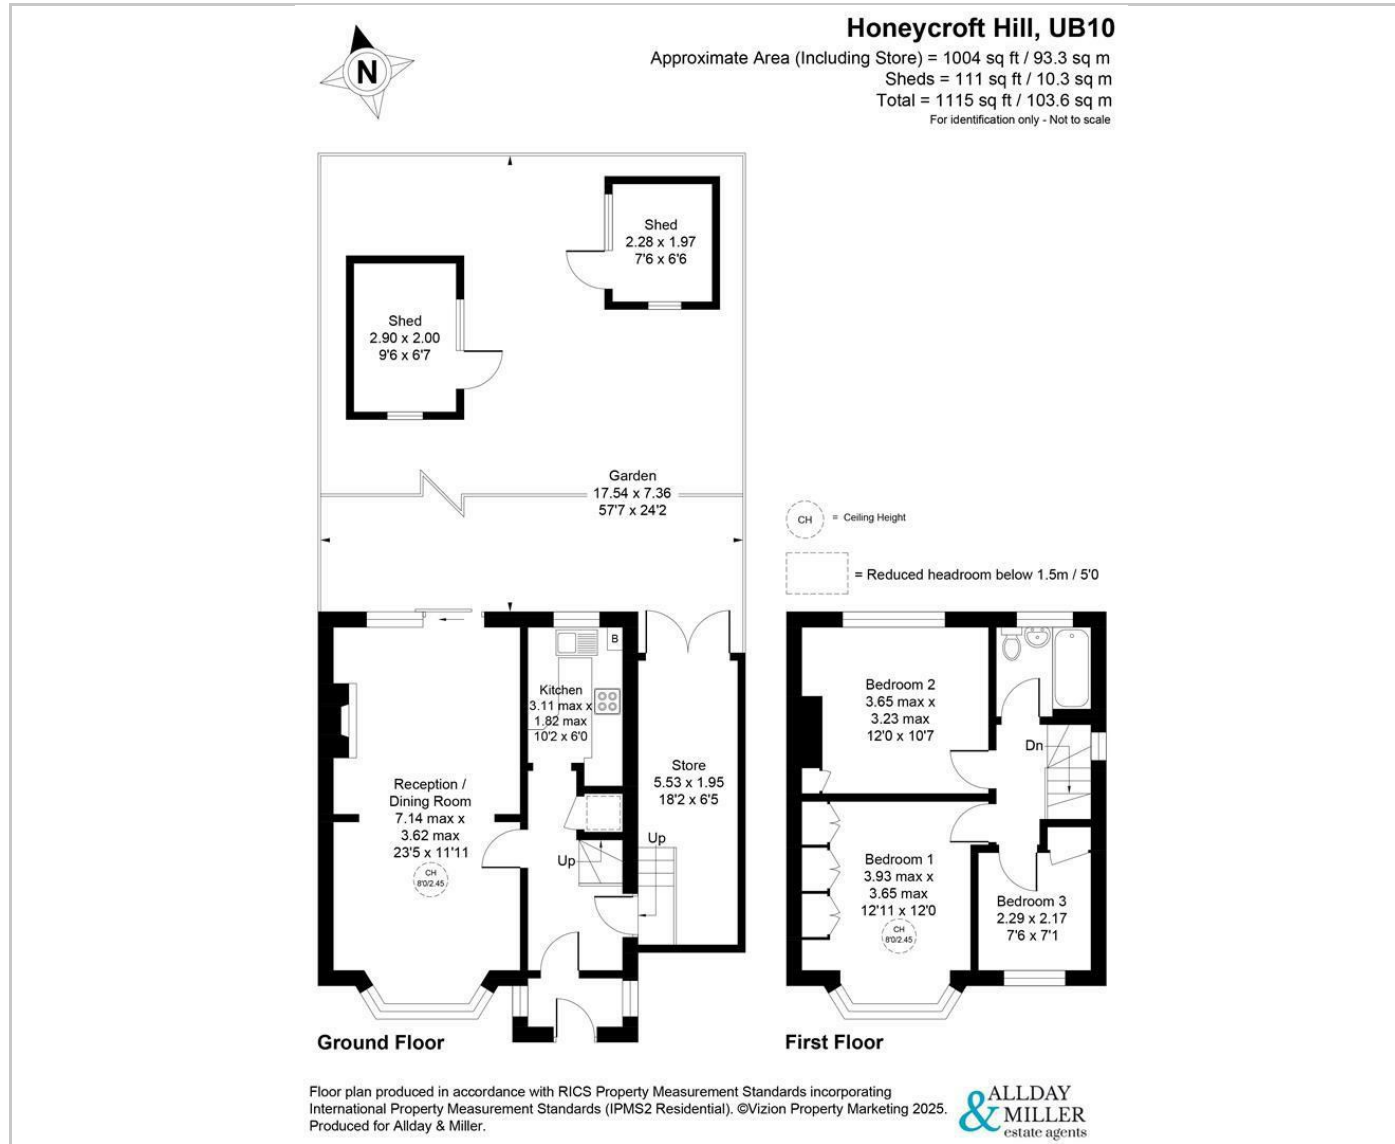 Honeycroft Hill, UB10
Approximate Area (Including Store) = 1004 sq ft / 93.3 sq m
Sheds = 111 sq ft / 10.3 sq m
Total = 1115 sq ft / 103.6 sq m
For identification only - Not to scale
N
Shed
2.28 x 1.97
7'6 x 6'6
Shed
2.90 x 2.00
9'6 x 6'7
Garden
17.54 x 7.36
57'7 x 24'2
CH = Ceiling Height
= Reduced headroom below 1.5m / 5'0
B
Kitchen
3.11 max x
1.82 max
10'2 x 6'0
Store
5.53 x 1.95
18'2 x 6'5
Reception /
Dining Room
7.14 max x
3.62 max
23'5 x 11'11
CH
8'0/2.45
Up
Up
Bedroom 2
3.65 max x
3.23 max
12'0 x 10'7
Dn
Bedroom 1
3.93 max x
3.65 max
12'11 x 12'0
CH
8'0/2.45
Bedroom 3
2.29 x 2.17
7'6 x 7'1
Ground Floor
First Floor
Floor plan produced in accordance with RICS Property Measurement Standards incorporating
International Property Measurement Standards (IPMS2 Residential). ©Vizion Property Marketing 2025.
Produced for Allday & Miller.
ALLDAY
& MILLER
estate agents